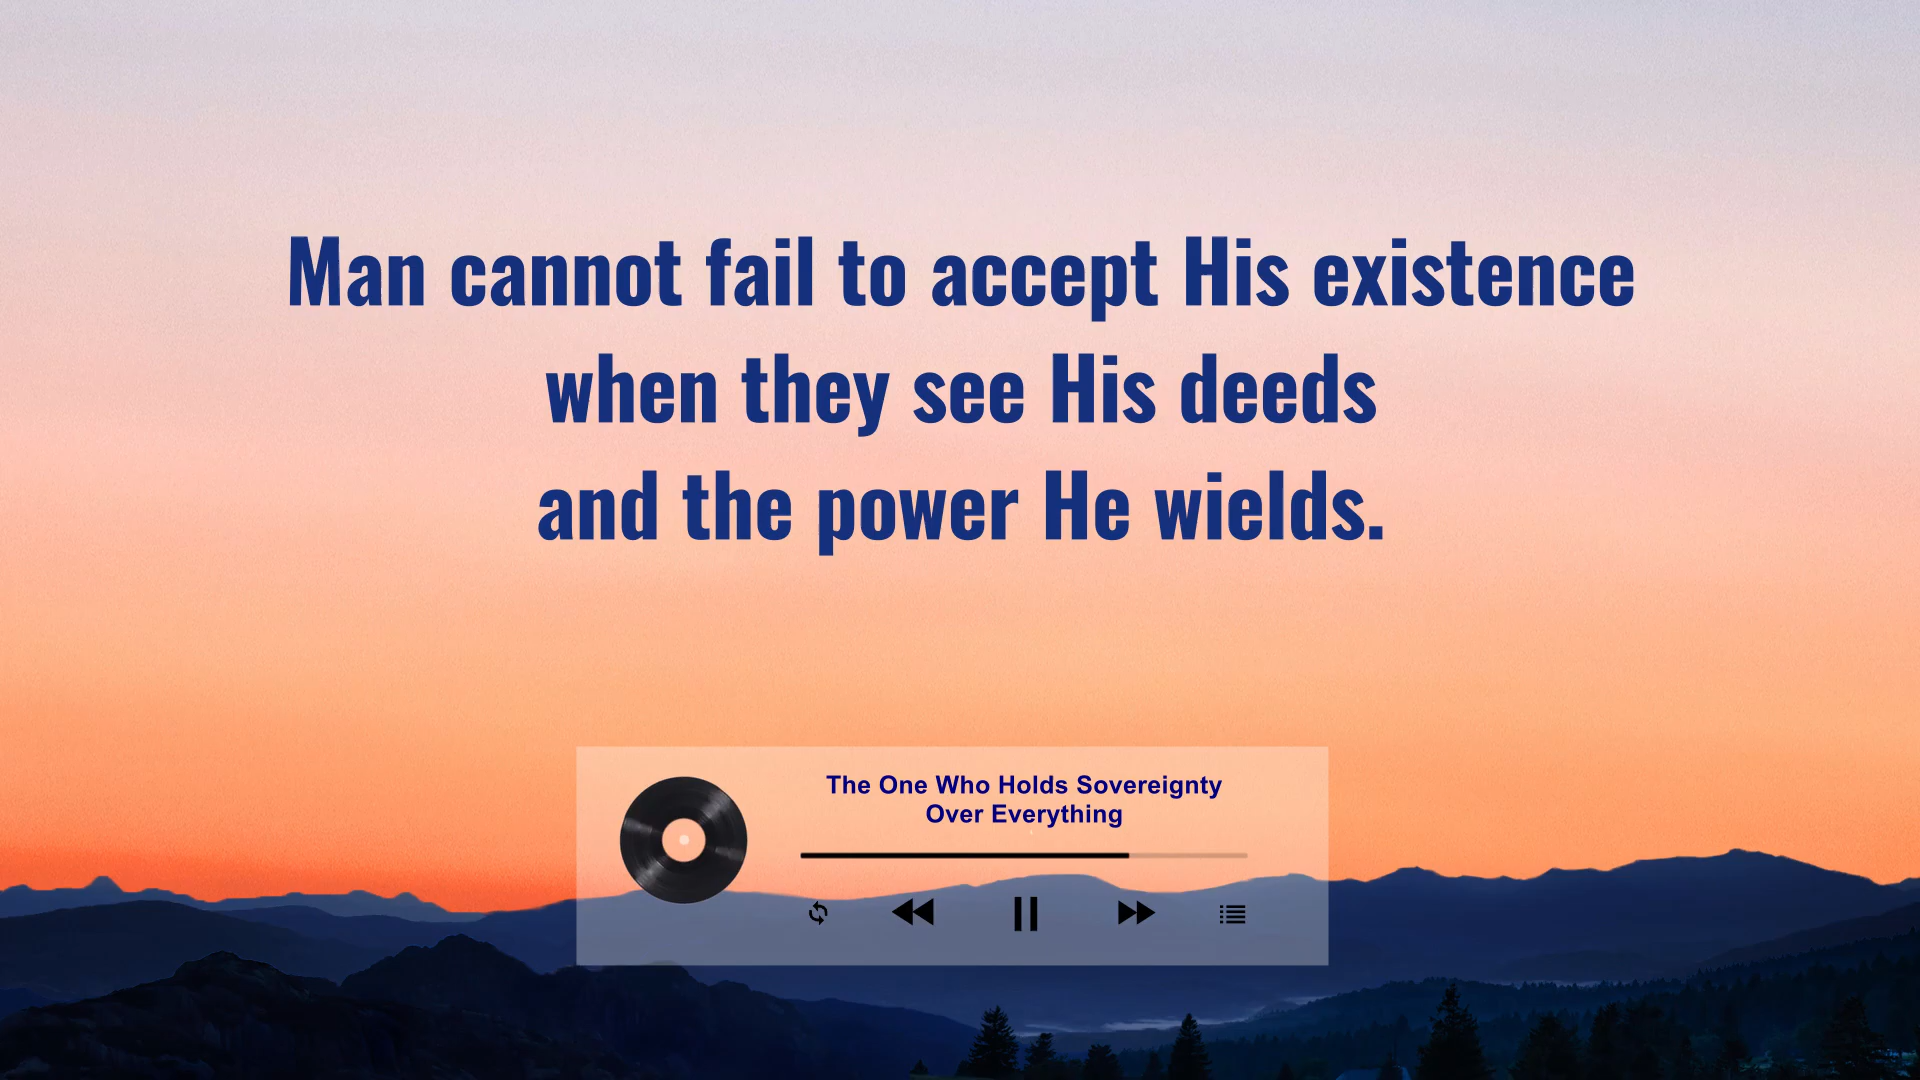 Man cannot fail to accept His existence
when they see His deeds
and the power He wields.
The One Who Holds Sovereignty
Over Everything